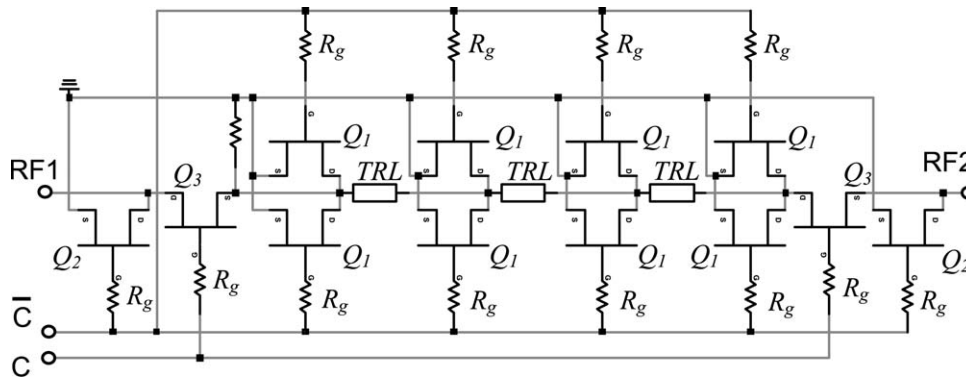 Rg Rg Rg Rg
G G G G
Q1 Q1 Q1 Q1
RF1 Q3 S D TRL S D TRL S D TRL S D Q3 RF2
S D G S S D S D S D S D G S S D
Q2 G D G Q1 G Q1 G Q1 G Q1 D G Q2
Rg Rg Rg Rg Rg Rg Rg Rg
C
C